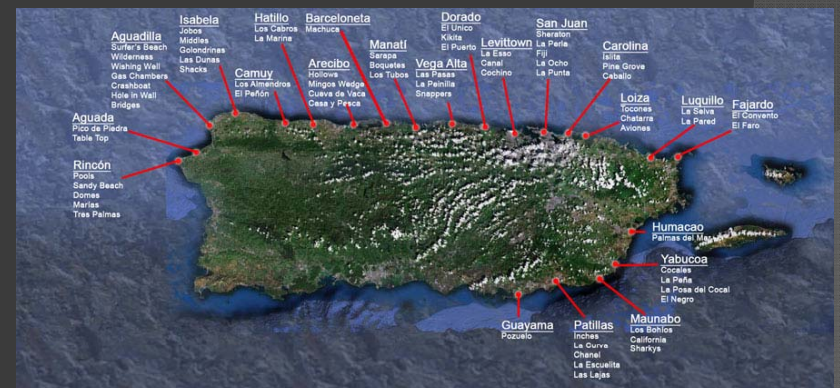 Aguadilla
Surfer's Beach
Wilderness
Wishing Well
Gas Chambers
Crashboat
Hole in Wall
Bridges
Isabela
Jobos
Middles
Golondrinas
Las Dunas
Shacks
Hatillo
Los Cabros
La Marina
Barceloneta
Machuca
Camuy
Los Almendros
El Peñón
Arecibo
Hollows
Mingos Wedge
Cueva de Vaca
Casa y Pesca
Manatí
Sarapa
Boquetes
Los Tubos
Vega Alta
Las Pasas
La Peinilla
Snappers
Dorado
El Unico
Kikita
El Puerto
Levittown
La Esso
Canal
Cochino
San Juan
Sheraton
La Perla
Fiji
La Ocho
La Punta
Carolina
Islita
Pine Grove
Caballo
Loiza
Tocones
Chatarra
Aviones
Luquillo
La Selva
La Pared
Fajardo
El Convento
El Faro
Aguada
Pico de Piedra
Table Top
Rincón
Pools
Sandy Beach
Domes
Marias
Tres Palmas
Humacao
Palmas del Mar
Yabucoa
Cocales
La Peña
La Posa del Cocal
El Negro
Maunabo
Los Bohios
California
Sharkys
Patillas
Inches
La Curva
Chanel
La Escuelita
Las Lajas
Guayama
Pozuelo